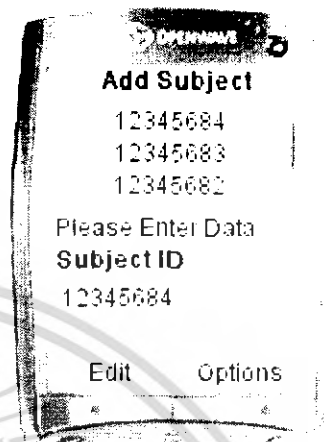 OPENWAVE
Add Subject
12345684
12345683
12345682
Please Enter Data
Subject ID
12345684
Edit Options